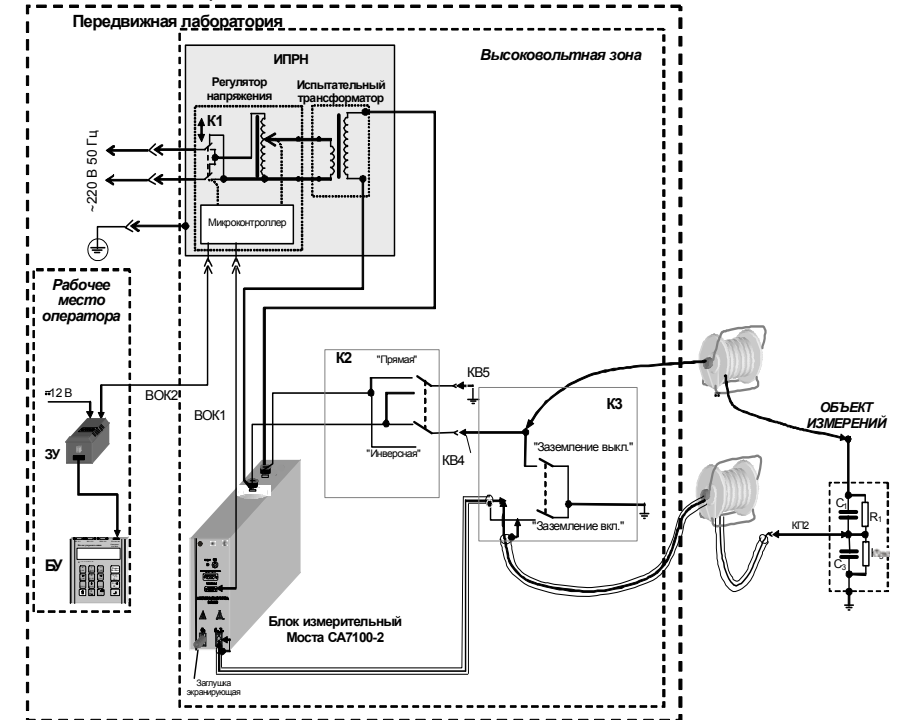 Передвижная лаборатория
Высоковольтная зона
ИПРН
Регулятор
напряжения
Испытательный
трансформатор
К1
~220 В 50 Гц
Микроконтроллер
Рабочее
место
оператора
12 В
ВОК2
ВОК1
ЗУ
БУ
К2
"Прямая"
КВ5
"Инверсная"
КВ4
К3
"Заземление выкл."
"Заземление вкл."
ОБЪЕКТ
ИЗМЕРЕНИЙ
C1
R1
КП2
C3
Блок измерительный
Моста СА7100-2
Заглушка
экранирующая